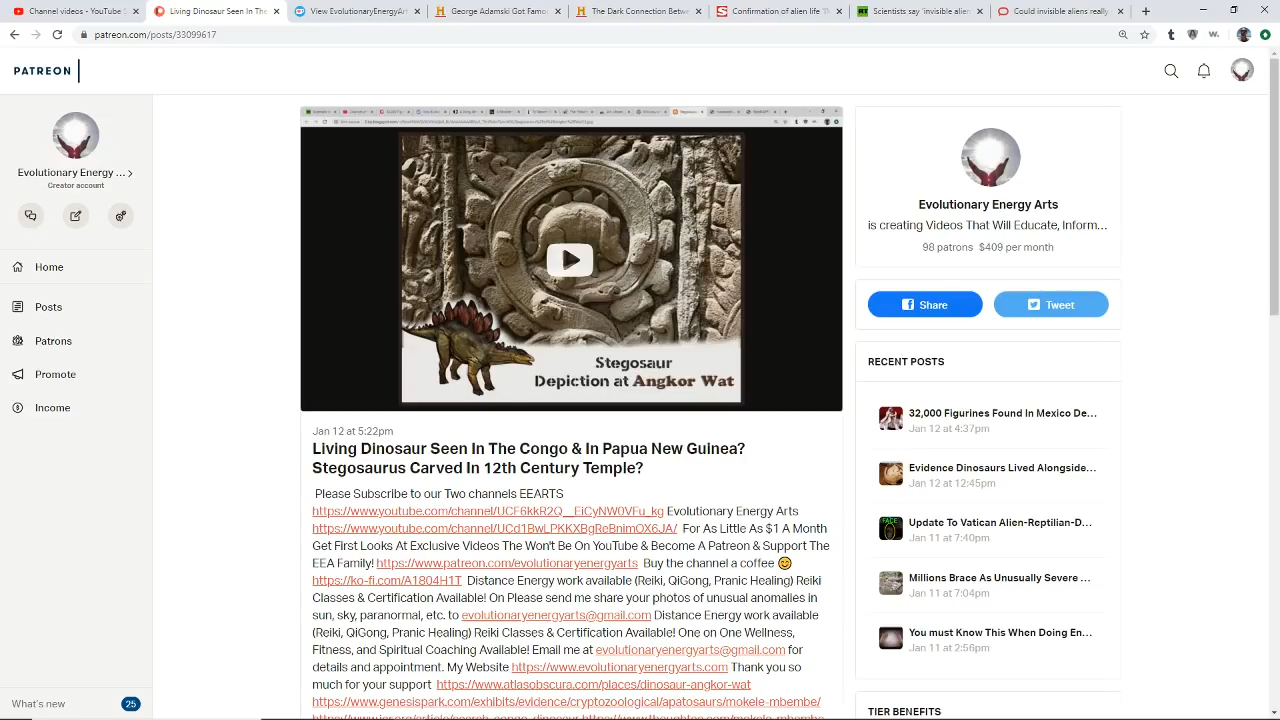 Channel videos - YouTube S
Living Dinosaur Seen In The C
View EvolutionaryEnergyArt
George Adamski Got Famou
The Dark Connection Betw
Confirmation of alien life 'W
Scientists say 'invisible alien
Could invisible aliens really
patreon.com/posts/33099617
PATREON
Evolutionary Energy ...
Creator account
Home
Posts
Patrons
Promote
Income
What's new
25
Stegosaur
Depiction at Angkor Wat
Jan 12 at 5:22pm
Living Dinosaur Seen In The Congo & In Papua New Guinea?
Stegosaurus Carved In 12th Century Temple?
Please Subscribe to our Two channels EEARTS
https://www.youtube.com/channel/UCF6kkR2Q__EiCyNW0VFu_kg Evolutionary Energy Arts
https://www.youtube.com/channel/UCd1BwLPKKXBgReBnimOX6JA/ For As Little As $1 A Month
Get First Looks At Exclusive Videos The Won't Be On YouTube & Become A Patreon & Support The
EEA Family! https://www.patreon.com/evolutionaryenergyarts Buy the channel a coffee 😊
https://ko-fi.com/A1804H1T Distance Energy work available (Reiki, QiGong, Pranic Healing) Reiki
Classes & Certification Available! On Please send me share your photos of unusual anomalies in
sun, sky, paranormal, etc. to evolutionaryenergyarts@gmail.com Distance Energy work available
(Reiki, QiGong, Pranic Healing) Reiki Classes & Certification Available! One on One Wellness,
Fitness, and Spiritual Coaching Available! Email me at evolutionaryenergyarts@gmail.com for
details and appointment. My Website https://www.evolutionaryenergyarts.com Thank you so
much for your support https://www.atlasobscura.com/places/dinosaur-angkor-wat
https://www.genesispark.com/exhibits/evidence/cryptozoological/apatosaurs/mokele-mbembe/
Evolutionary Energy Arts
is creating Videos That Will Educate, Inform...
98 patrons $409 per month
Share
Tweet
RECENT POSTS
32,000 Figurines Found In Mexico De...
Jan 12 at 4:37pm
Evidence Dinosaurs Lived Alongside...
Jan 12 at 12:45pm
FACE
Update To Vatican Alien-Reptilian-D...
Jan 11 at 7:40pm
Millions Brace As Unusually Severe ...
Jan 11 at 7:04pm
You must Know This When Doing En...
Jan 11 at 2:56pm
TIER BENEFITS